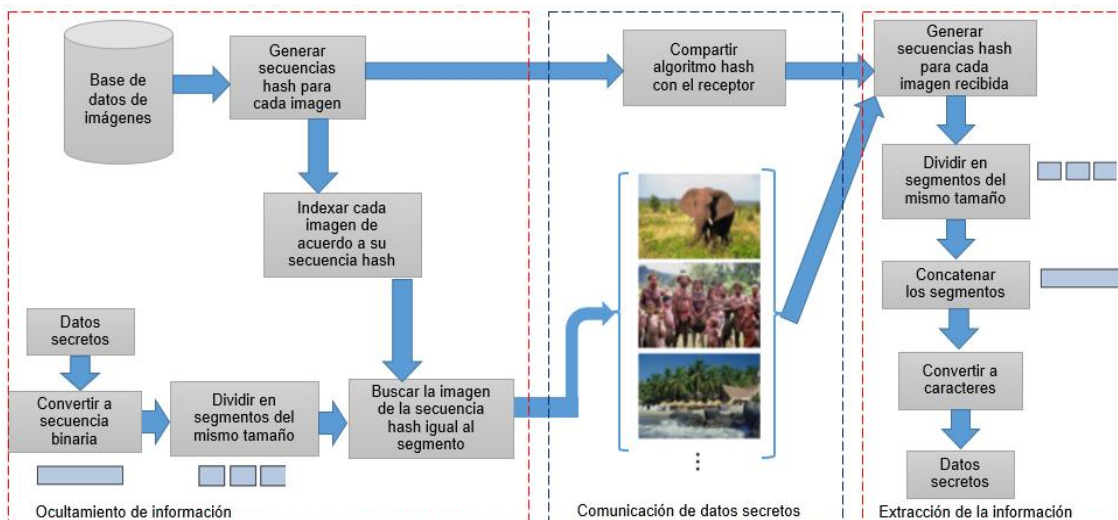 Base de
datos de
imágenes
Generar
secuencias
hash para
cada imagen
Indexar cada
imagen de
acuerdo a su
secuencia hash
Datos
secretos
Convertir a
secuencia
binaria
Dividir en
segmentos del
mismo tamaño
Buscar la imagen
de la secuencia
hash igual al
segmento
Ocultamiento de información
Compartir
algoritmo hash
con el receptor
Comunicación de datos secretos
Generar
secuencias hash
para cada
imagen recibida
Dividir en
segmentos del
mismo tamaño
Concatenar
los segmentos
Convertir a
caracteres
Datos
secretos
Extracción de la información